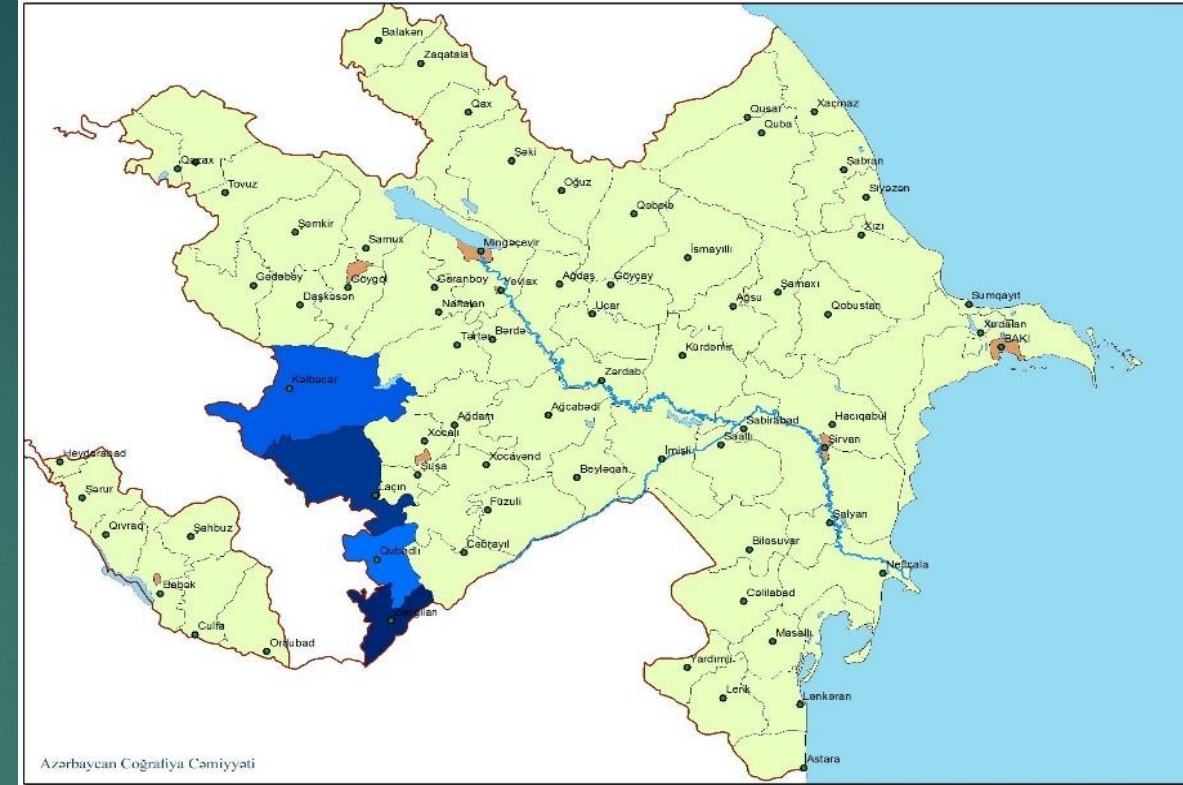 Balakən
Zaqatala
Qax
Qusar
Xaçmaz
Quba
Şəki
Qazax
Şabran
Tovuz
Oğuz
Siyəzən
Qəbələ
Şəmkir
Xızı
Samux
Mingəçevir
İsmayıllı
Gədəbəy
Göygöl
Goranboy
Yevlax
Ağdaş
Göyçay
Şamaxı
Daşkəsən
Naftalan
Ucar
Ağsu
Qobustan
Sumqayıt
Xırdalan
BAKI
Tərtər
Bərdə
Kürdəmir
Kəlbəcər
Zərdab
Ağcabədi
Ağdam
Hacıqabul
Sabirabad
Xocalı
Saatlı
Şirvan
Heydərabad
İmişli
Xocavənd
Şuşa
Beyləqan
Şərur
Laçın
Füzuli
Salyan
Qıvraq
Şahbuz
Cəbrayıl
Biləsuvar
Qubadlı
Neftçala
Babək
Cəlilabad
Zəngilan
Culfa
Masallı
Ordubad
Yardımlı
Lerik
Lənkəran
Astara
Azərbaycan Coğrafiya Cəmiyyəti